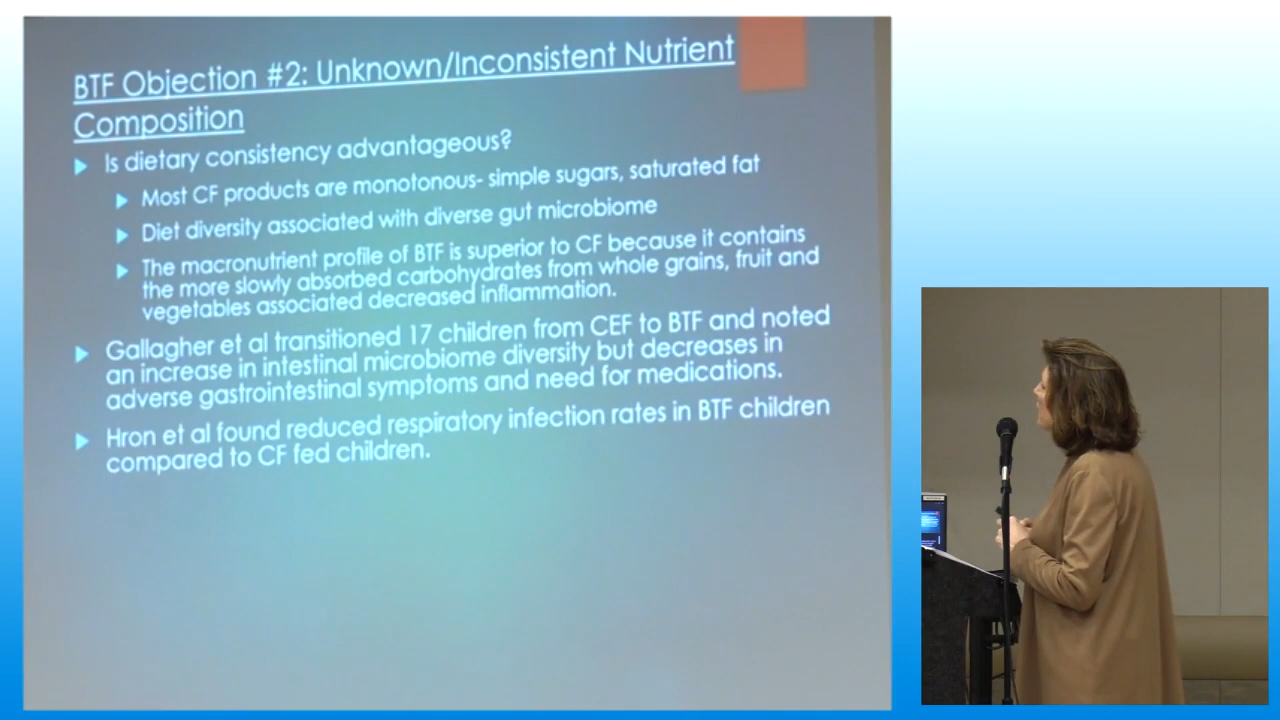 BTF Objection #2: Unknown/Inconsistent Nutrient
Composition
Is dietary consistency advantageous?
Most CF products are monotonous- simple sugars, saturated fat
Diet diversity associated with diverse gut microbiome
The macronutrient profile of BTF is superior to CF because it contains
the more slowly absorbed carbohydrates from whole grains, fruit and
vegetables associated decreased inflammation.
Gallagher et al transitioned 17 children from CEF to BTF and noted
an increase in intestinal microbiome diversity but decreases in
adverse gastrointestinal symptoms and need for medications.
Hron et al found reduced respiratory infection rates in BTF children
compared to CF fed children.